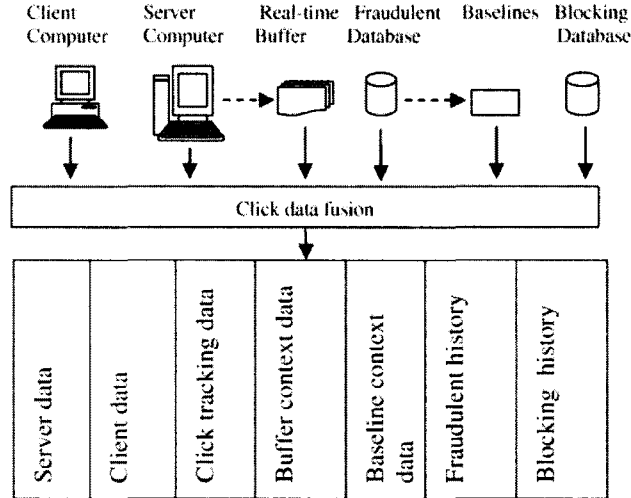 Client
Computer
Server
Computer
Real-time
Buffer
Fraudulent
Database
Baselines
Blocking
Database
Click data fusion
Server data
Client data
Click tracking data
Buffer context data
Baseline context
data
Fraudulent history
Blocking history